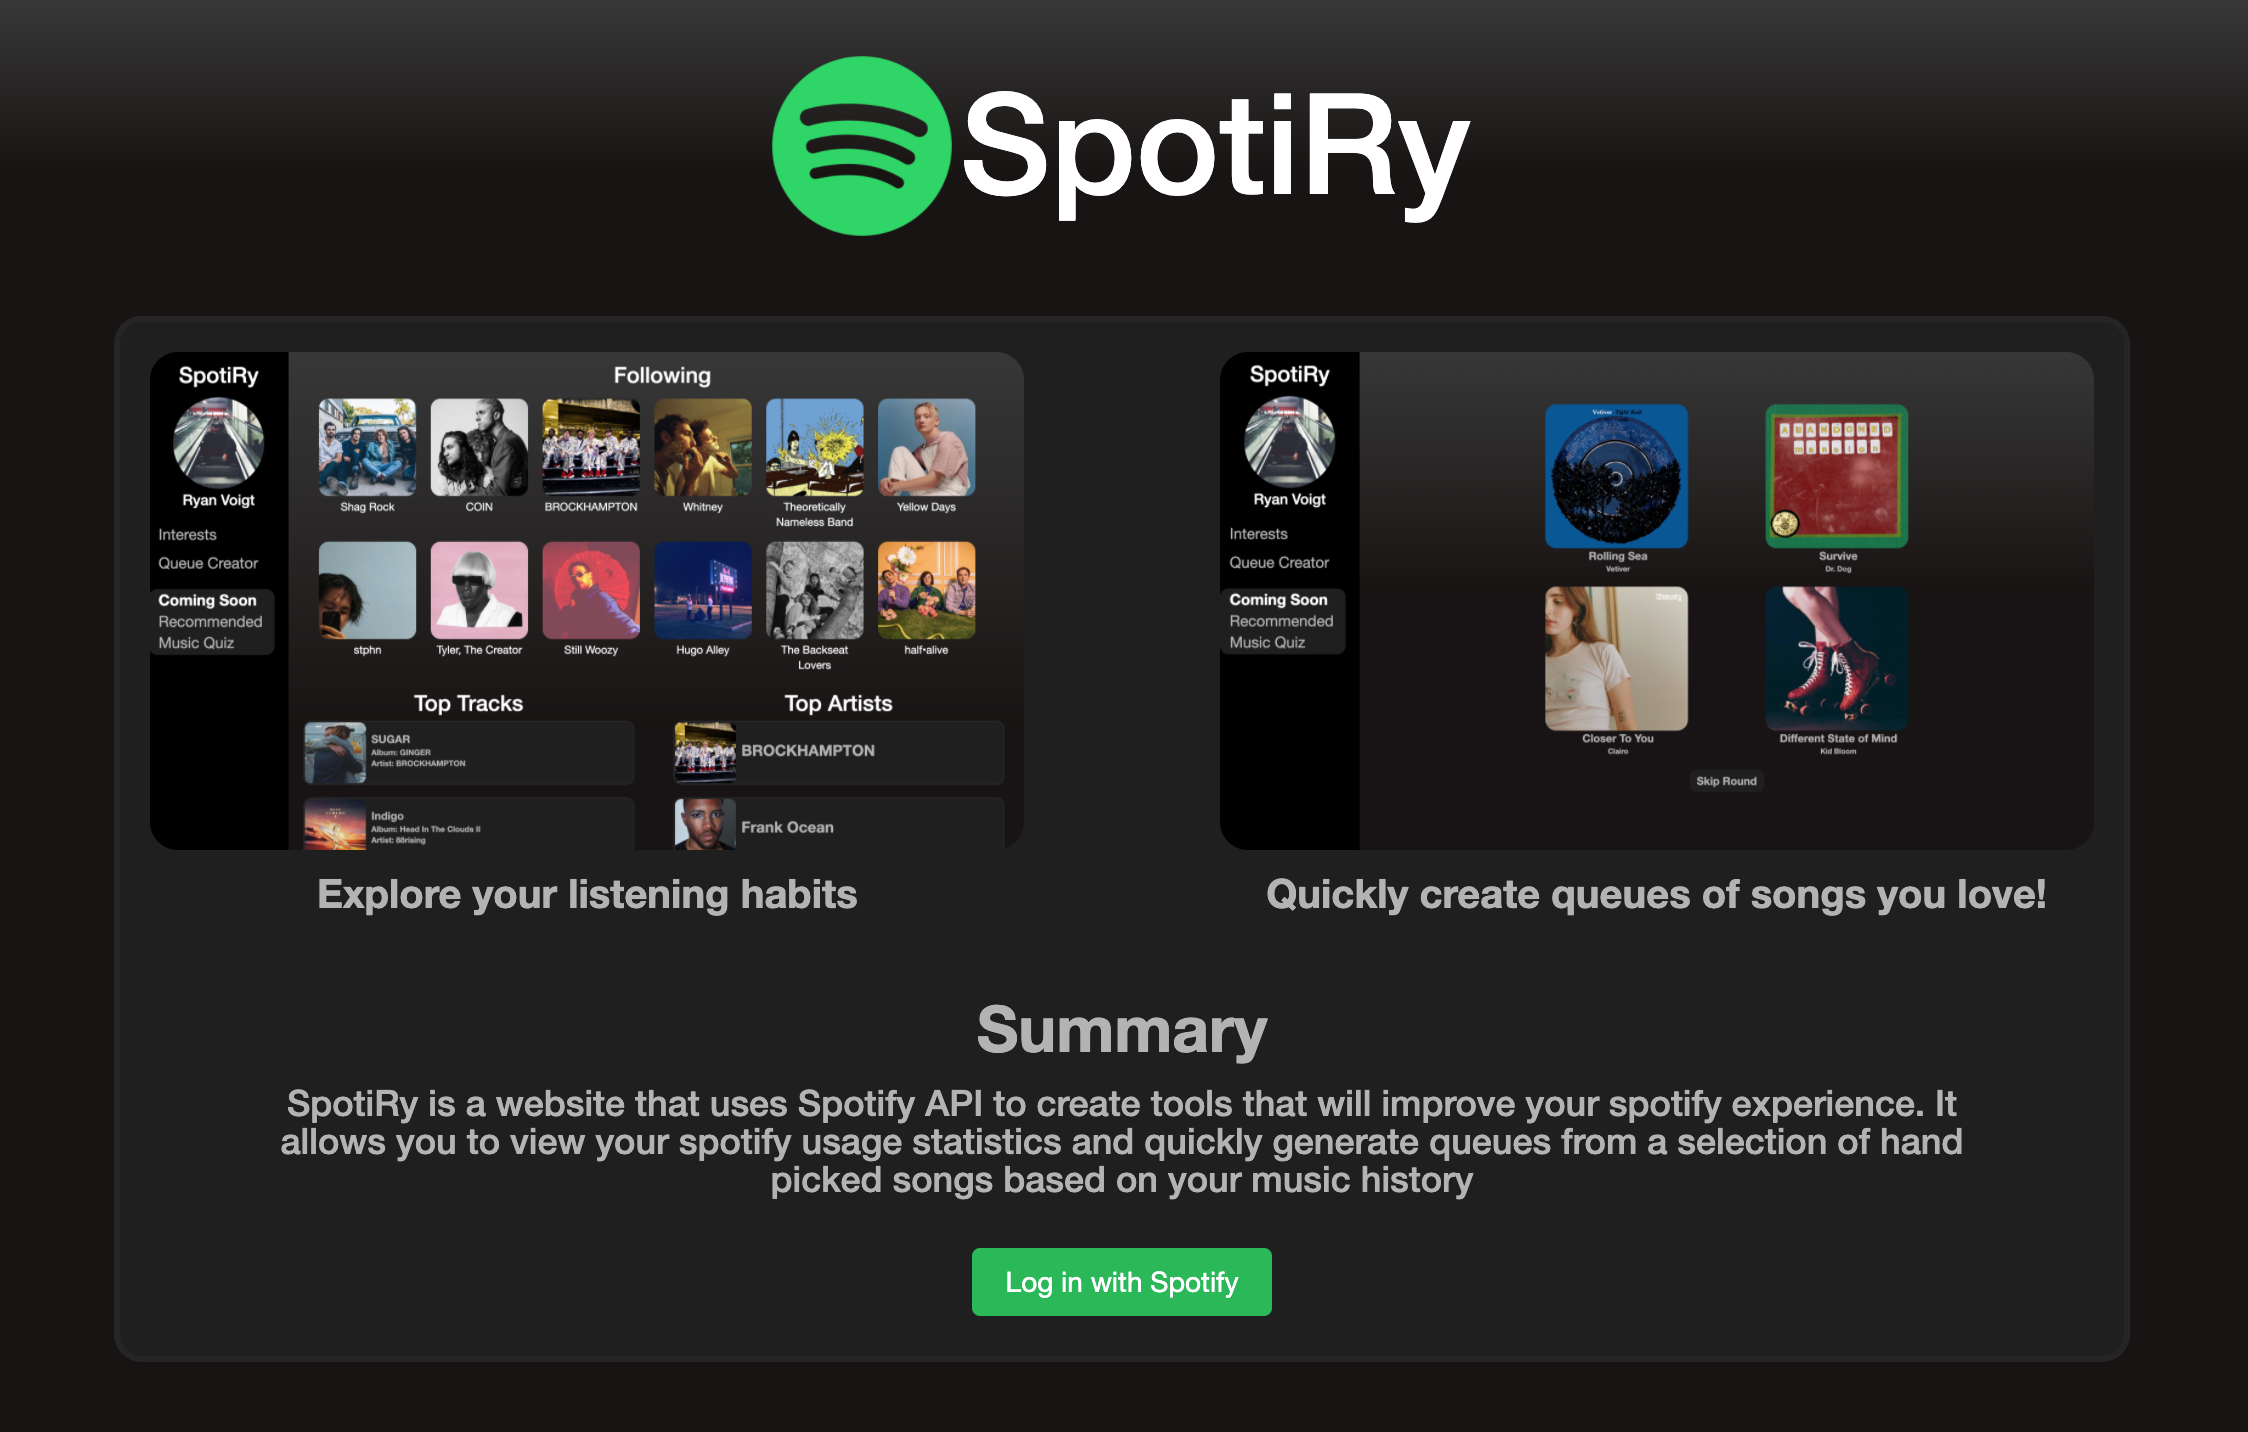 SpotiRy
SpotiRy
Ryan Voigt
Interests
Queue Creator
Coming Soon
Recommended
Music Quiz
Following
Shag Rock
COIN
BROCKHAMPTON
Whitney
Theoretically
Nameless Band
Yellow Days
stphn
Tyler, The Creator
Still Woozy
Hugo Alley
The Backseat
Lovers
half•alive
Top Tracks
SUGAR
Album: GINGER
Artist: BROCKHAMPTON
Indigo
Album: Head In The Clouds II
Artist: 88rising
Top Artists
BROCKHAMPTON
Frank Ocean
Explore your listening habits
SpotiRy
Ryan Voigt
Interests
Queue Creator
Coming Soon
Recommended
Music Quiz
Vetiver
Rolling Sea
Vetiver
ABANDONED
mansion
Survive
Dr. Dog
Closer To You
Clairo
Different State of Mind
Kid Bloom
Skip Round
Quickly create queues of songs you love!
Summary
SpotiRy is a website that uses Spotify API to create tools that will improve your spotify experience. It
allows you to view your spotify usage statistics and quickly generate queues from a selection of hand
picked songs based on your music history
Log in with Spotify